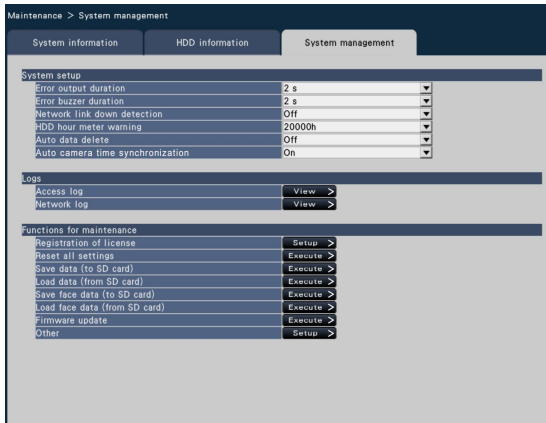 Maintenance > System management
System information HDD information System management
System setup
Error output duration 2 s
Error buzzer duration 2 s
Network link down detection Off
HDD hour meter warning 20000h
Auto data delete Off
Auto camera time synchronization On
Logs
Access log View >
Network log View >
Functions for maintenance
Registration of license Setup >
Reset all settings Execute >
Save data (to SD card) Execute >
Load data (from SD card) Execute >
Save face data (to SD card) Execute >
Load face data (from SD card) Execute >
Firmware update Execute >
Other Setup >